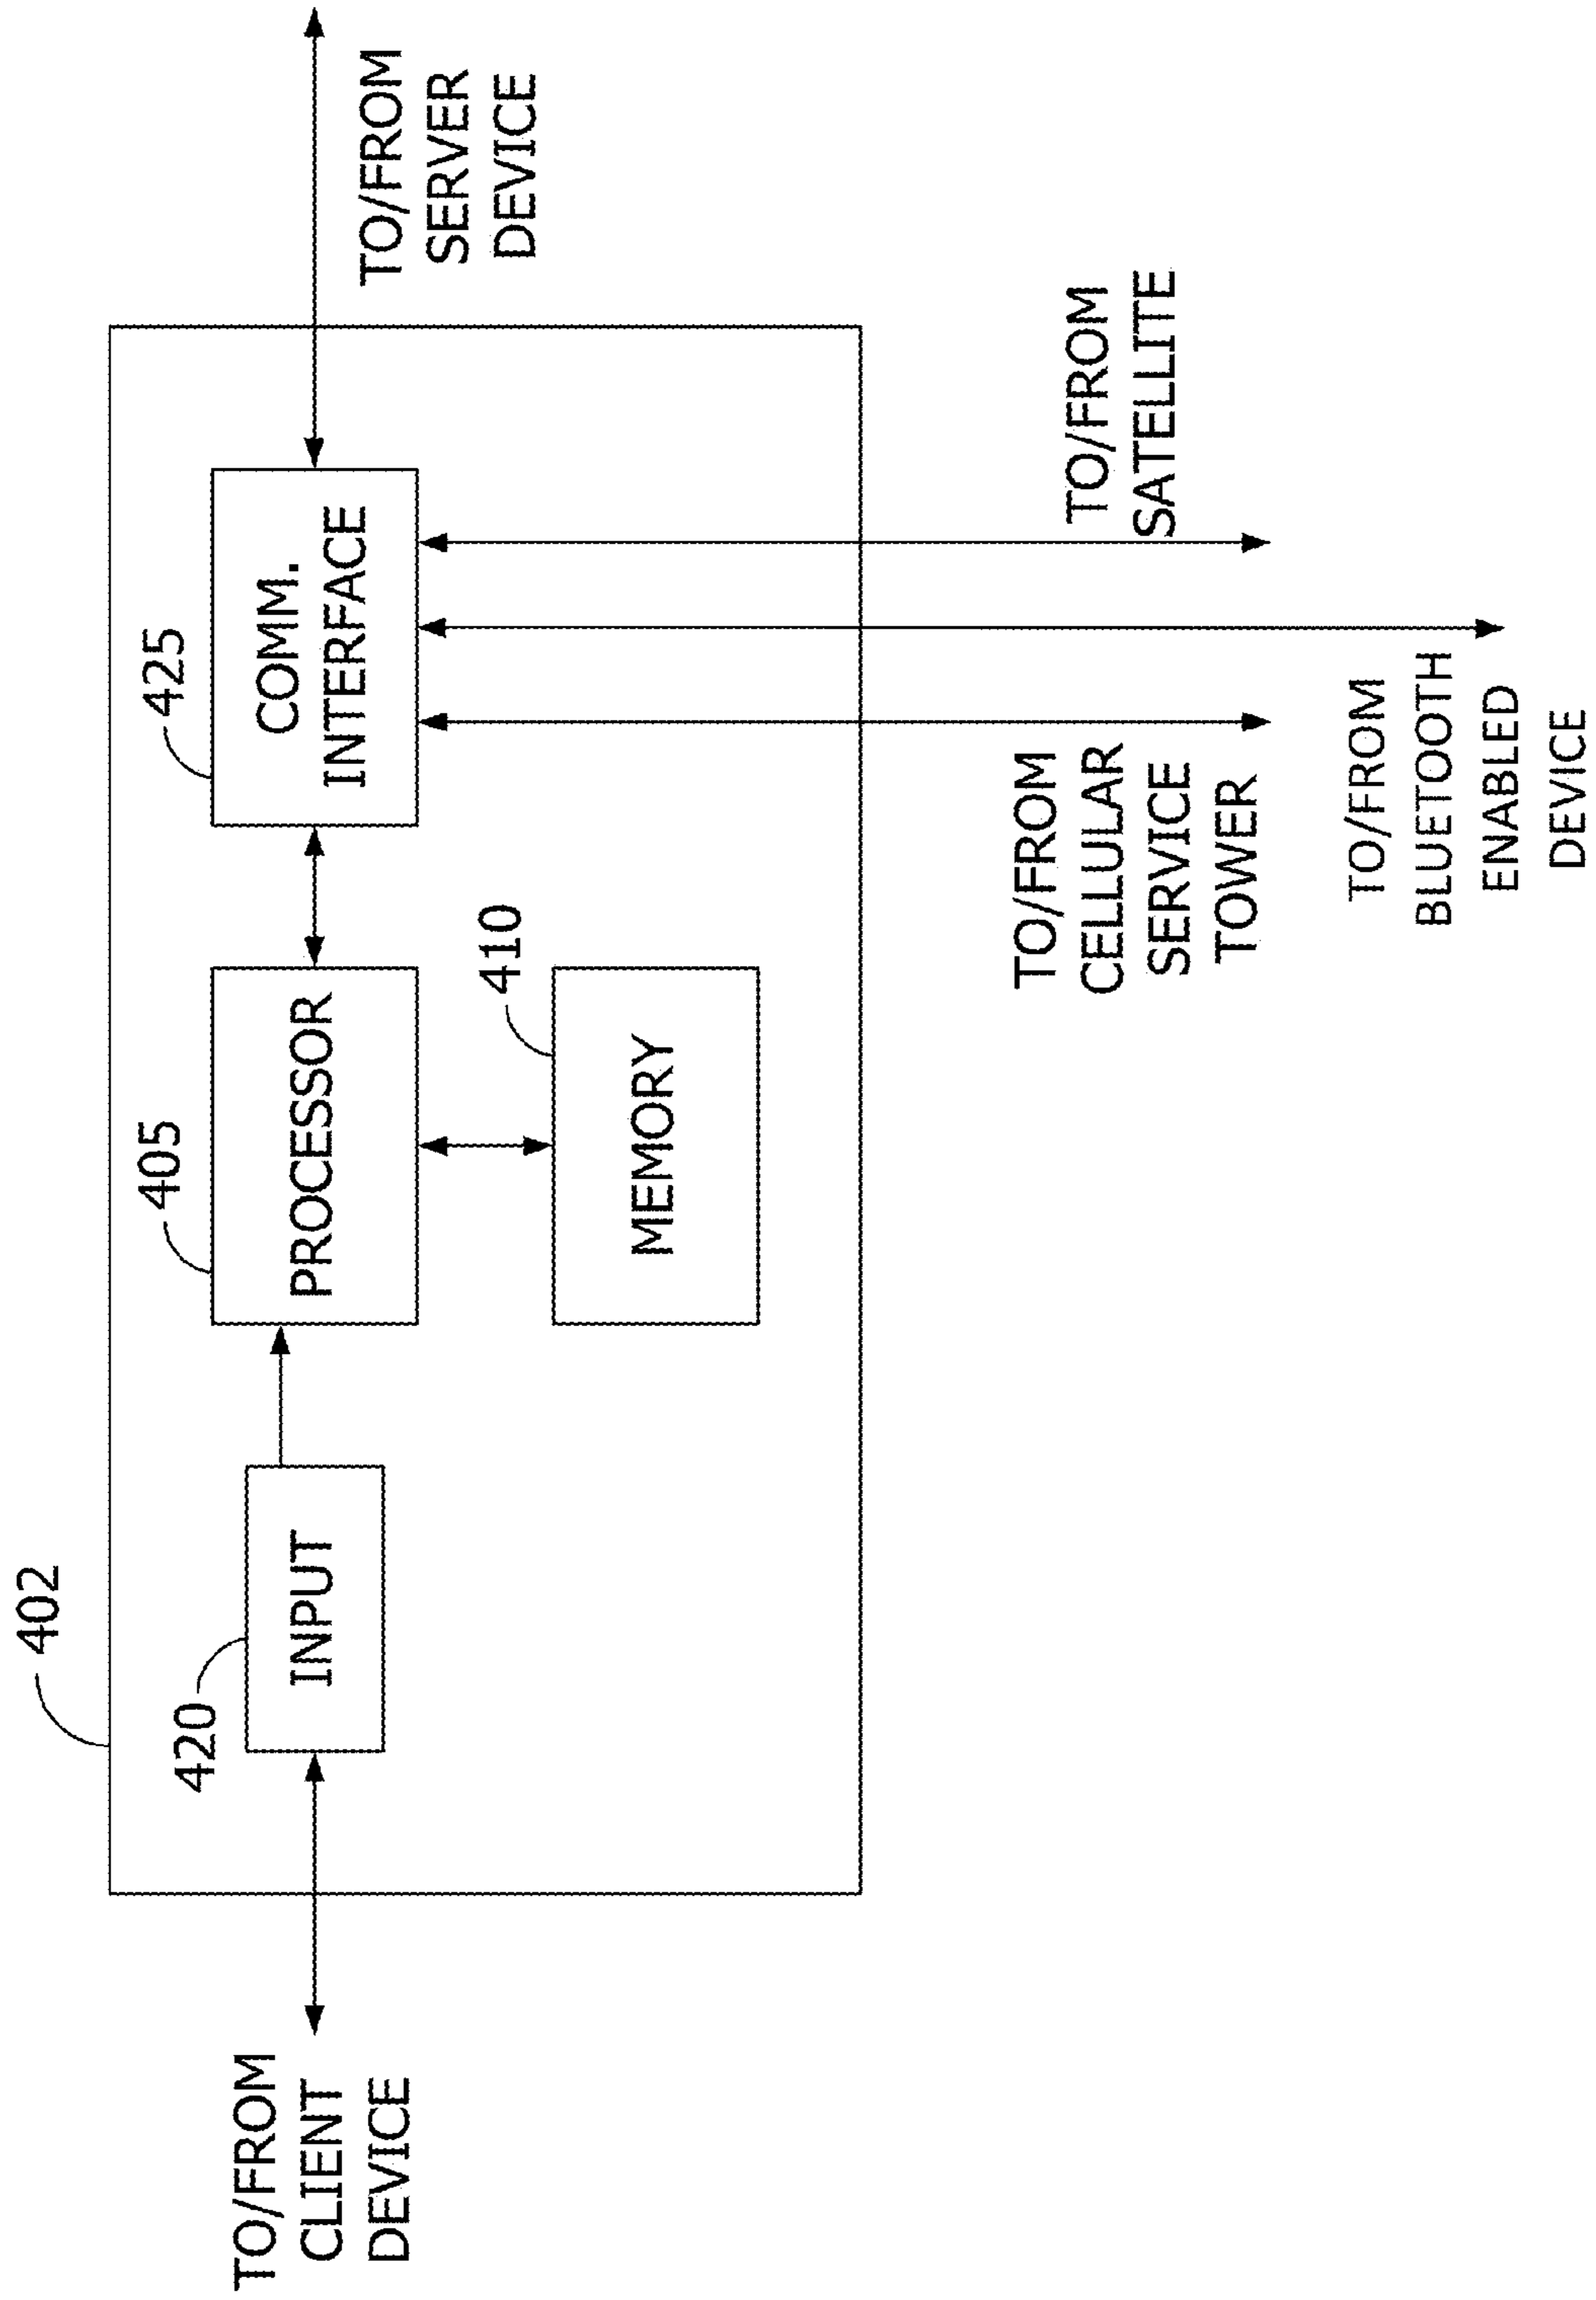 402
420
405
425
TO/FROM
CLIENT
DEVICE
INPUT
PROCESSOR
COMM.
INTERFACE
TO/FROM
SERVER
DEVICE
410
MEMORY
TO/FROM
CELLULAR
SERVICE
TOWER
TO/FROM
SATELLITE
TO/FROM
BLUETOOTH
ENABLED
DEVICE